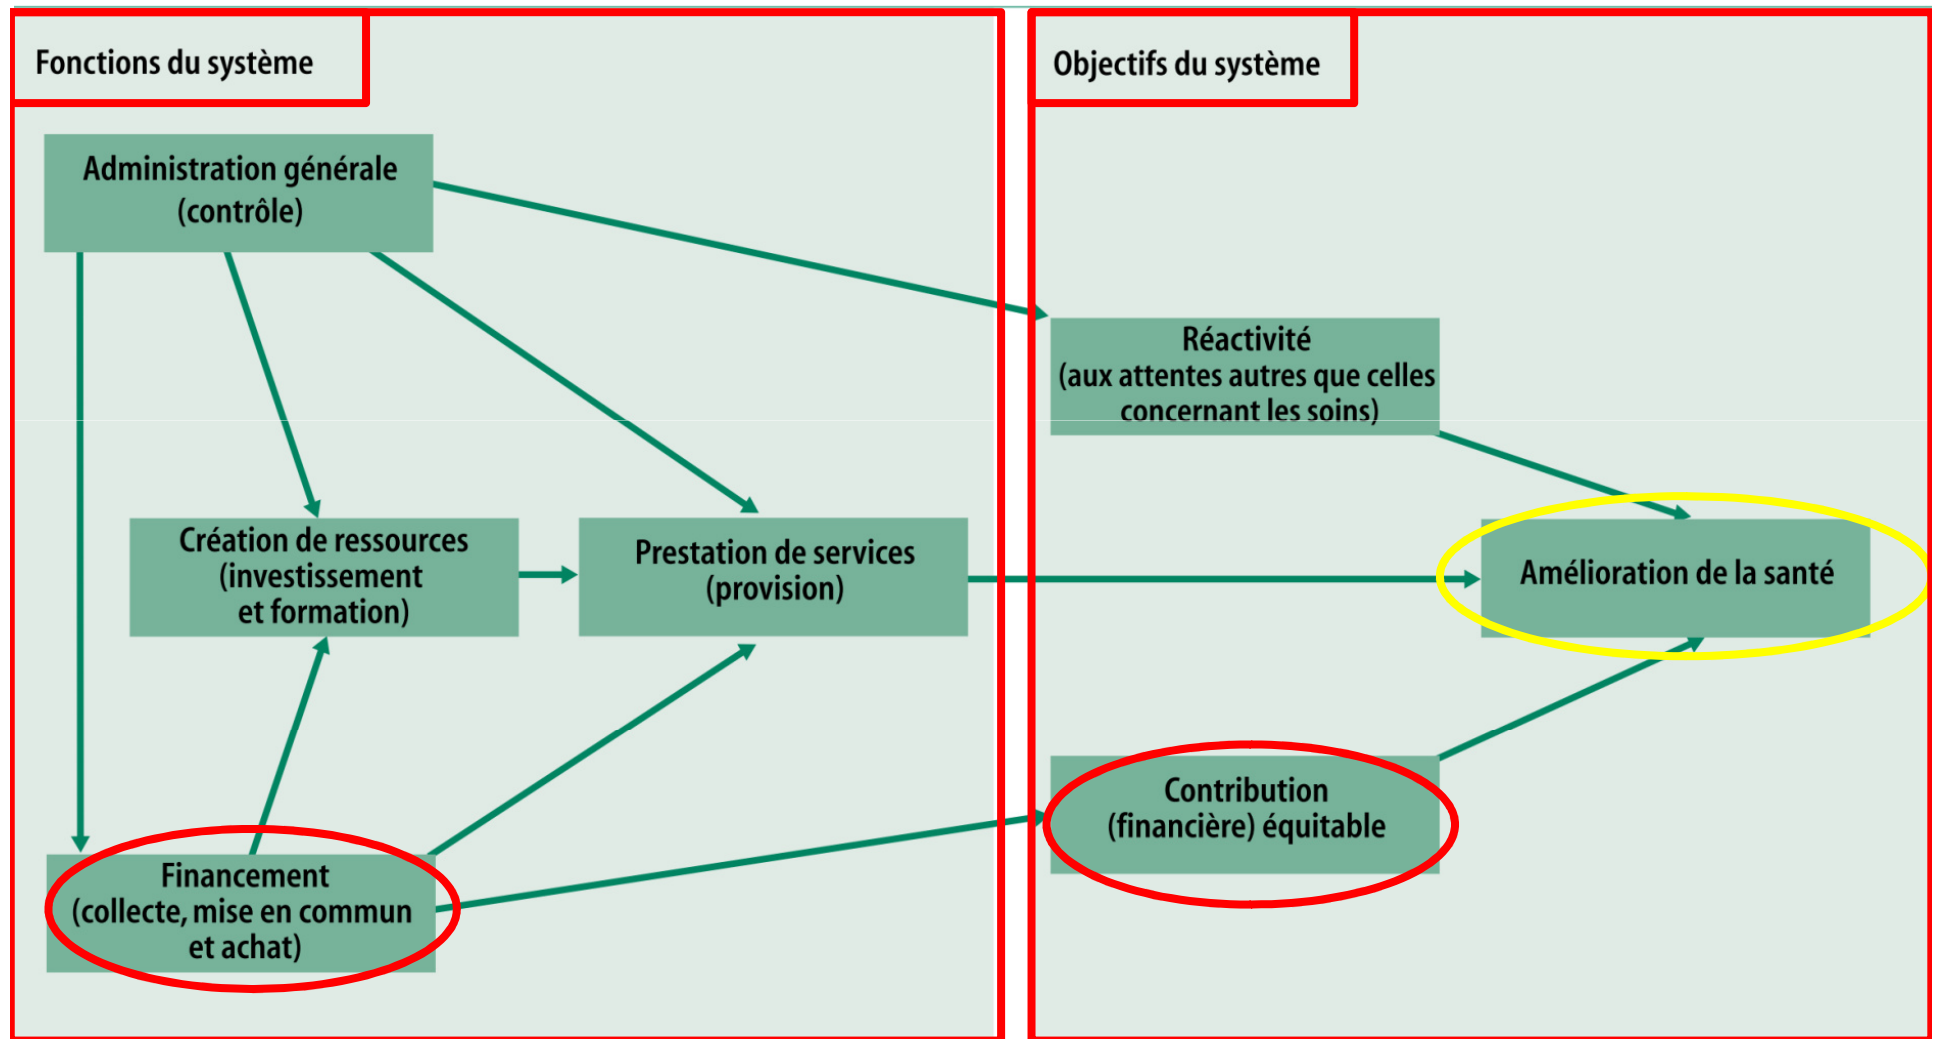 Fonctions du système
Objectifs du système
Administration générale
(contrôle)
Réactivité
(aux attentes autres que celles
concernant les soins)
Création de ressources
(investissement
et formation)
Prestation de services
(provision)
Amélioration de la santé
Contribution
(financière) équitable
Financement
(collecte, mise en commun
et achat)